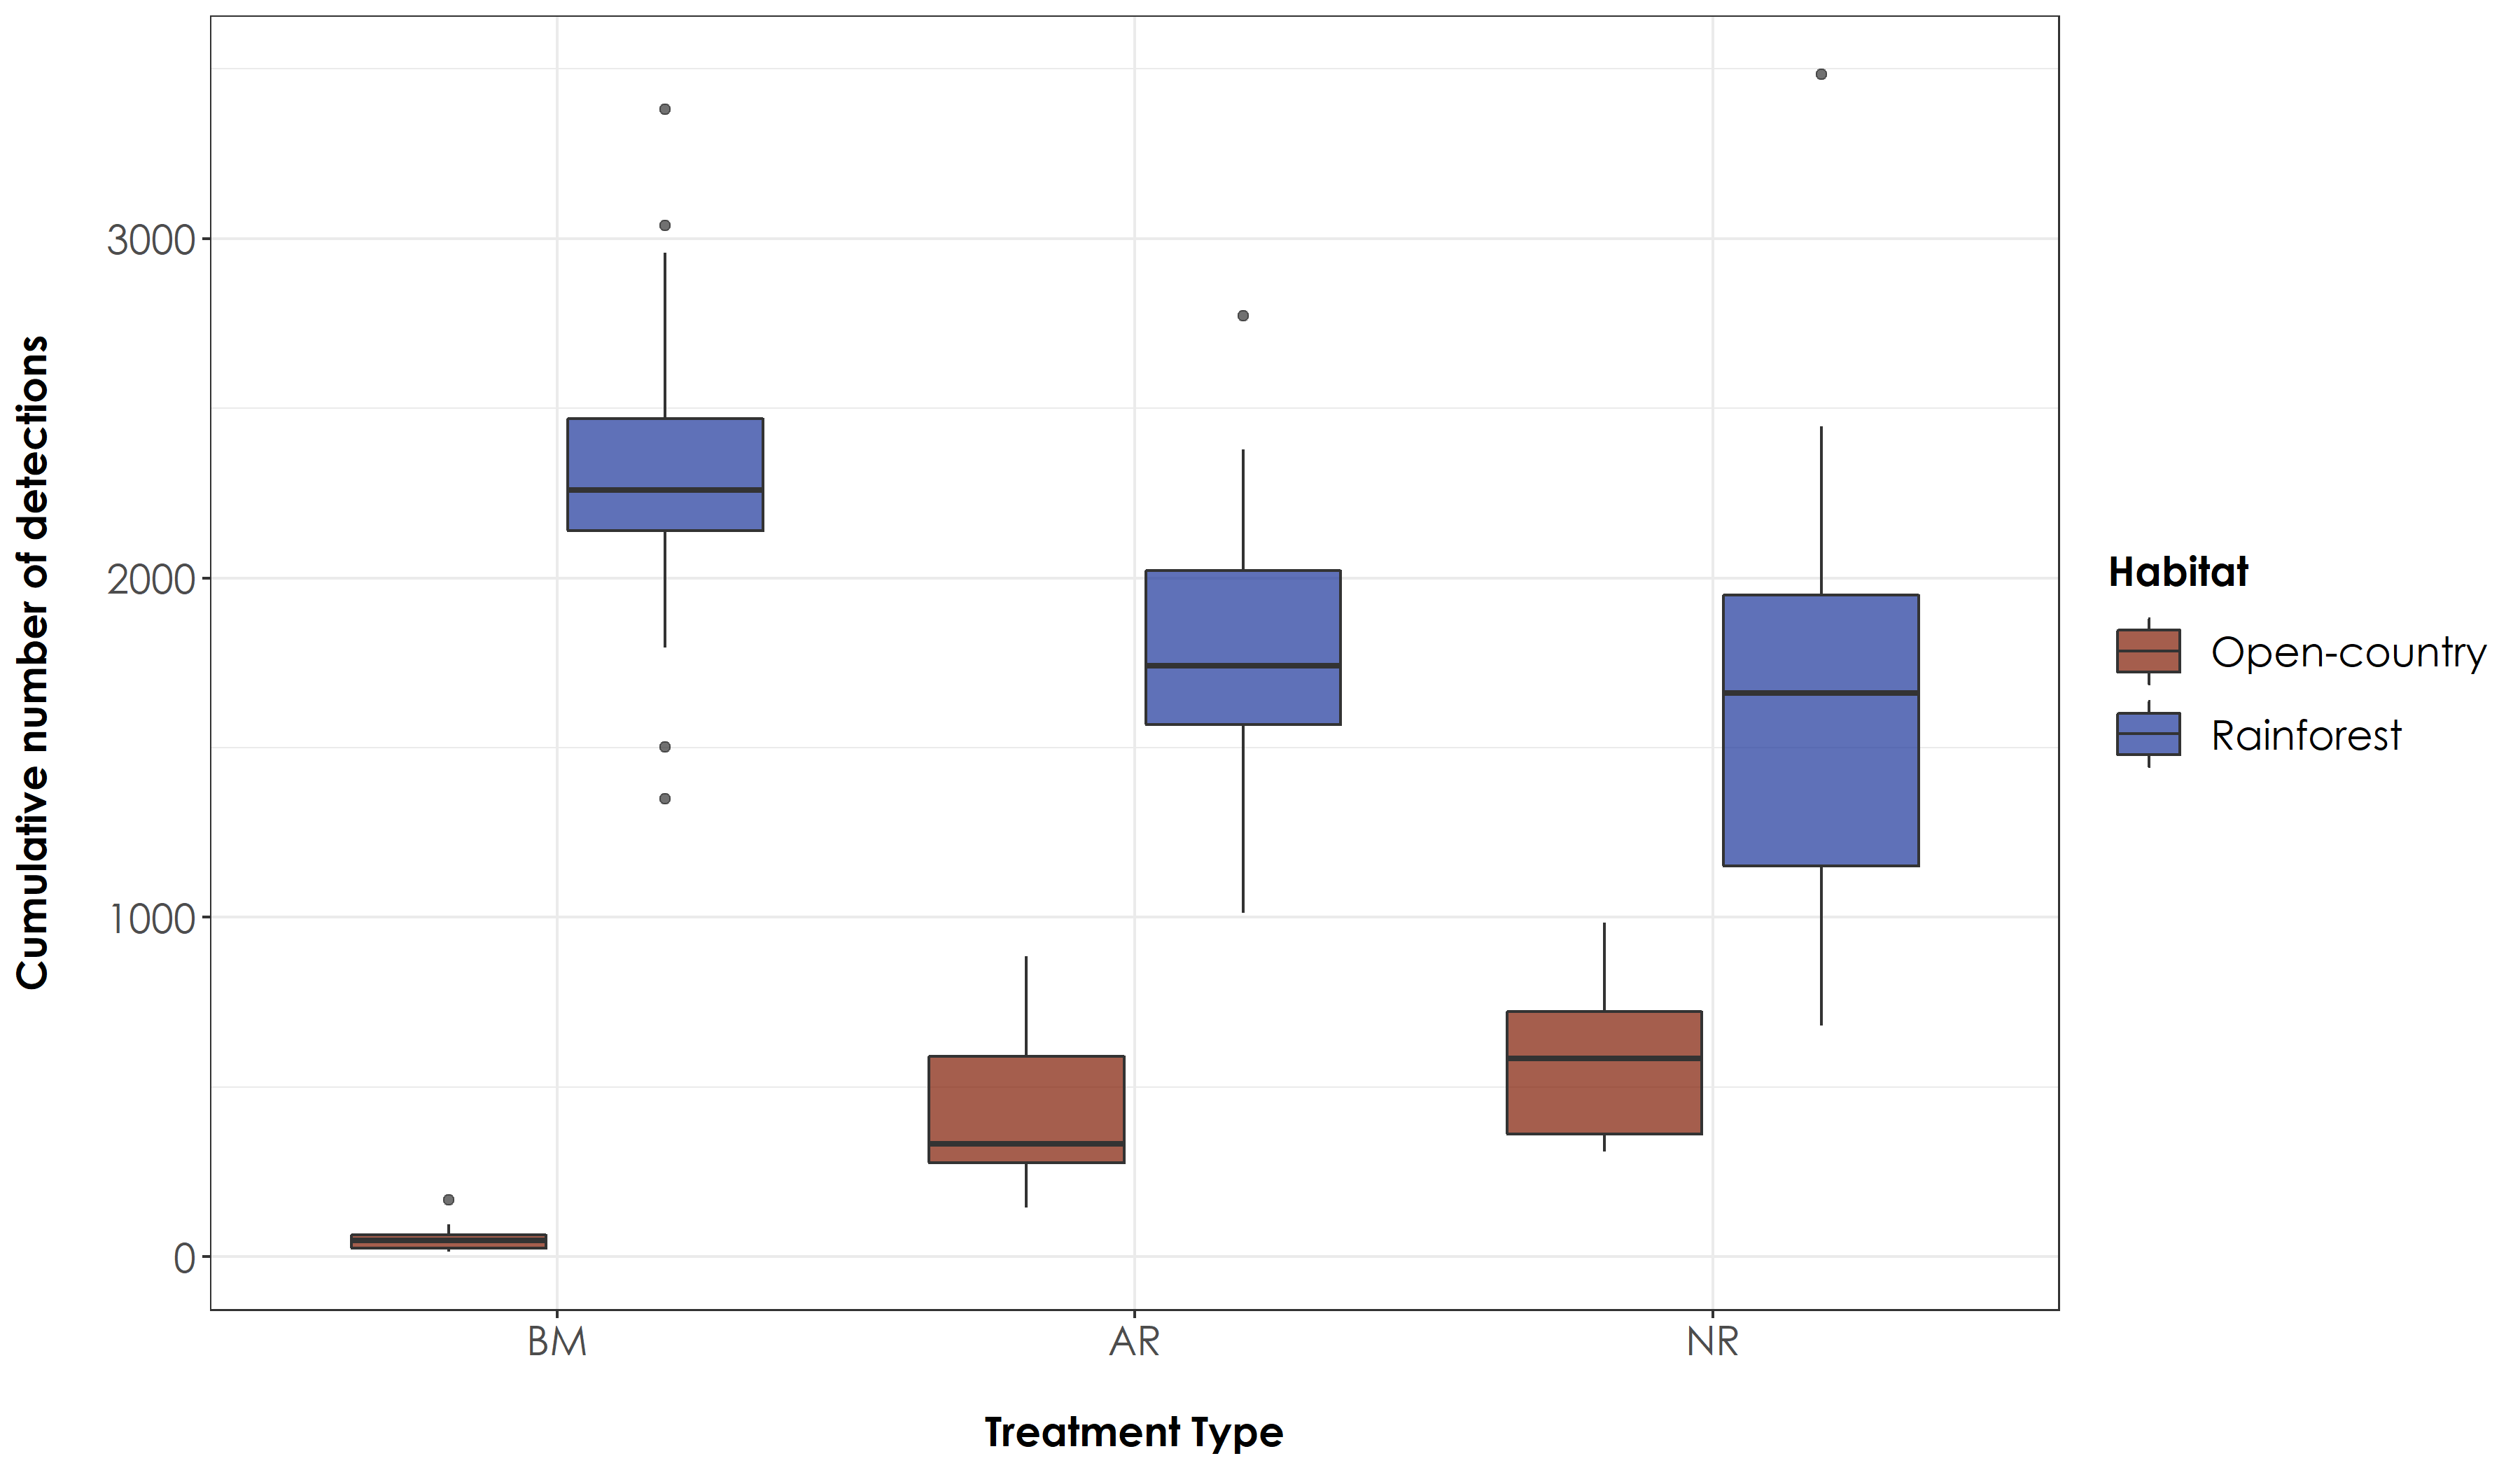 Cumulative number of detections
3000
2000
1000
0
BM
AR
NR
Treatment Type
Habitat
Open-country
Rainforest